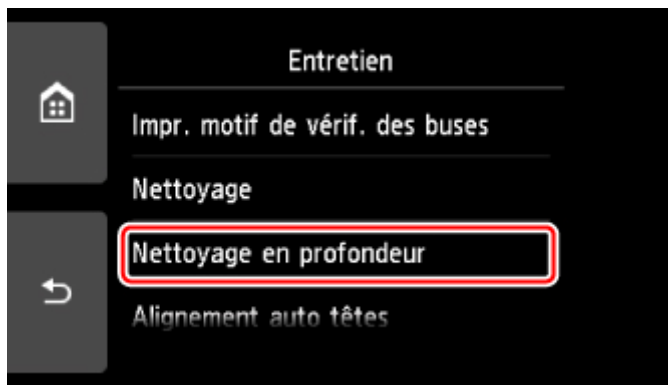 Entretien
Impr. motif de vérif. des buses
Nettoyage
Nettoyage en profondeur
Alignement auto têtes